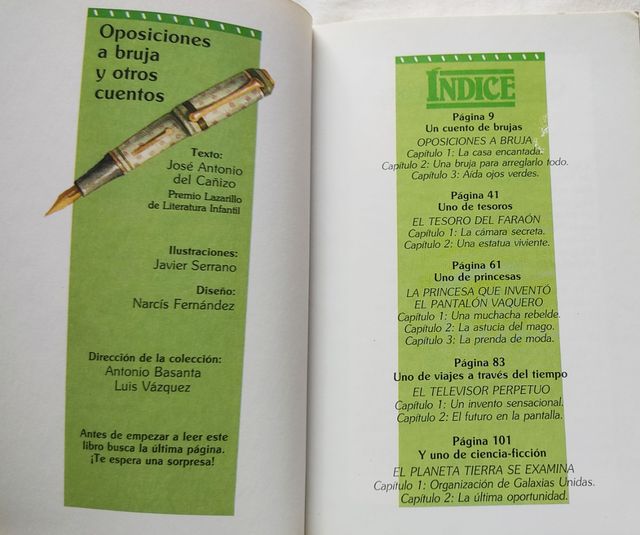 Oposiciones
a bruja
y otros
cuentos
Texto:
José Antonio
del Cañizo
Premio Lazarillo
de Literatura Infantil
Ilustraciones:
Javier Serrano
Diseño:
Narcís Fernández
Dirección de la colección:
Antonio Basanta
Luis Vázquez
Antes de empezar a leer este
libro busca la última página.
¡Te espera una sorpresa!
ÍNDICE
Página 9
Un cuento de brujas
OPOSICIONES A BRUJA
Capítulo 1: La casa encantada.
Capítulo 2: Una bruja para arreglarlo todo.
Capítulo 3: Aída ojos verdes.
Página 41
Uno de tesoros
EL TESORO DEL FARAÓN
Capítulo 1: La cámara secreta.
Capítulo 2: Una estatua viviente.
Página 61
Uno de princesas
LA PRINCESA QUE INVENTÓ
EL PANTALÓN VAQUERO
Capítulo 1: Una muchacha rebelde.
Capítulo 2: La astucia del mago.
Capítulo 3: La prenda de moda.
Página 83
Uno de viajes a través del tiempo
EL TELEVISOR PERPETUO
Capítulo 1: Un invento sensacional.
Capítulo 2: El futuro en la pantalla.
Página 101
Y uno de ciencia-ficción
EL PLANETA TIERRA SE EXAMINA
Capítulo 1: Organización de Galaxias Unidas.
Capítulo 2: La última oportunidad.